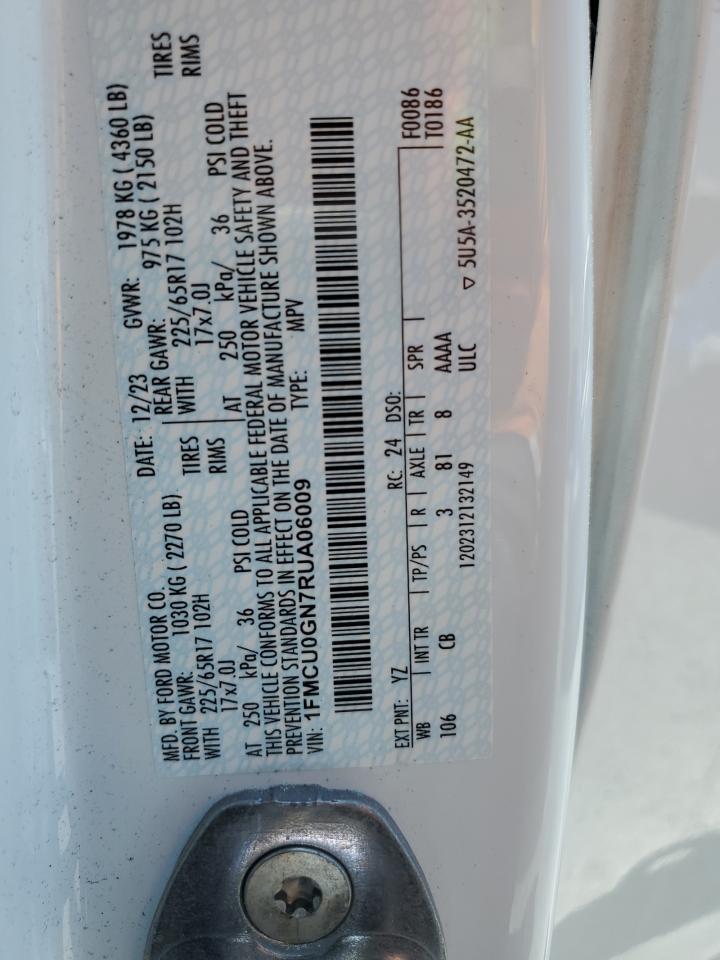 MFD. BY FORD MOTOR CO. DATE: 12/23 GVWR: 1978 KG ( 4360 LB)
FRONT GAWR: 1030 KG ( 2270 LB) REAR GAWR: 975 KG ( 2150 LB)
WITH 225/65R17 102H TIRES WITH 225/65R17 102H TIRES
17x7.0J RIMS 17x7.0J RIMS
AT 250 kPa/ 36 PSI COLD AT 250 kPa/ 36 PSI COLD
THIS VEHICLE CONFORMS TO ALL APPLICABLE FEDERAL MOTOR VEHICLE SAFETY AND THEFT
PREVENTION STANDARDS IN EFFECT ON THE DATE OF MANUFACTURE SHOWN ABOVE.
VIN: 1FMCU0GN7RUA06009 TYPE: MPV
EXT PNT: YZ RC: 24 DSO: F0086
WB INT TR TP/PS R AXLE TR SPR T0186
106 CB 3 81 8 AAAA
1202312132149 ULC ▽ 5U5A-3520472-AA